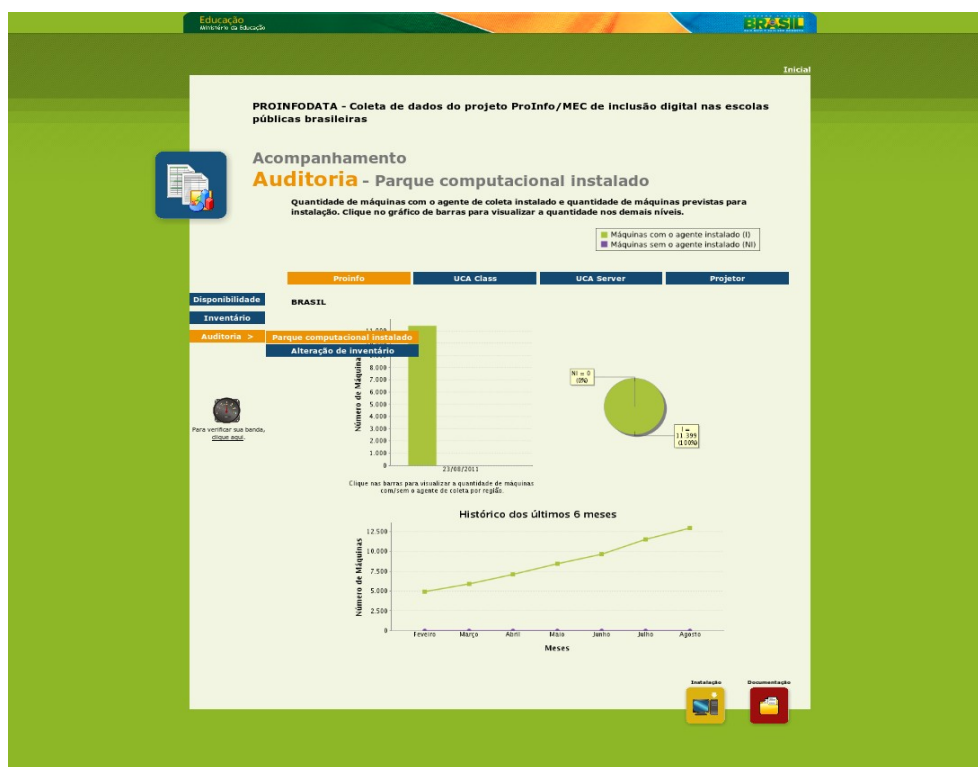 Educação
Ministério da Educação
BRASIL
Inicial
PROINFODATA - Coleta de dados do projeto ProInfo/MEC de inclusão digital nas escolas
públicas brasileiras
Acompanhamento
Auditoria - Parque computacional instalado
Quantidade de máquinas com o agente de coleta instalado e quantidade de máquinas previstas para
instalação. Clique no gráfico de barras para visualizar a quantidade nos demais níveis.
Máquinas com o agente instalado (I)
Máquinas sem o agente instalado (NI)
Proinfo UCA Class UCA Server Projetor
Disponibilidade
Inventário
Auditoria >
Parque computacional instalado
Alteração de inventário
BRASIL
11.000
8.000
7.000
6.000
5.000
4.000
3.000
2.000
1.000
0
Número de Máquinas
23/08/2011
NI = 0
(0%)
I =
11.399
(100%)
Para verificar sua banda,
clique aqui.
Clique nas barras para visualizar a quantidade de máquinas
com/sem o agente de coleta por região.
Histórico dos últimos 6 meses
12.500
10.000
7.500
5.000
2.500
0
Número de Máquinas
Feveiro Março Abril Maio Junho Julho Agosto
Meses
Instalação
Documentação